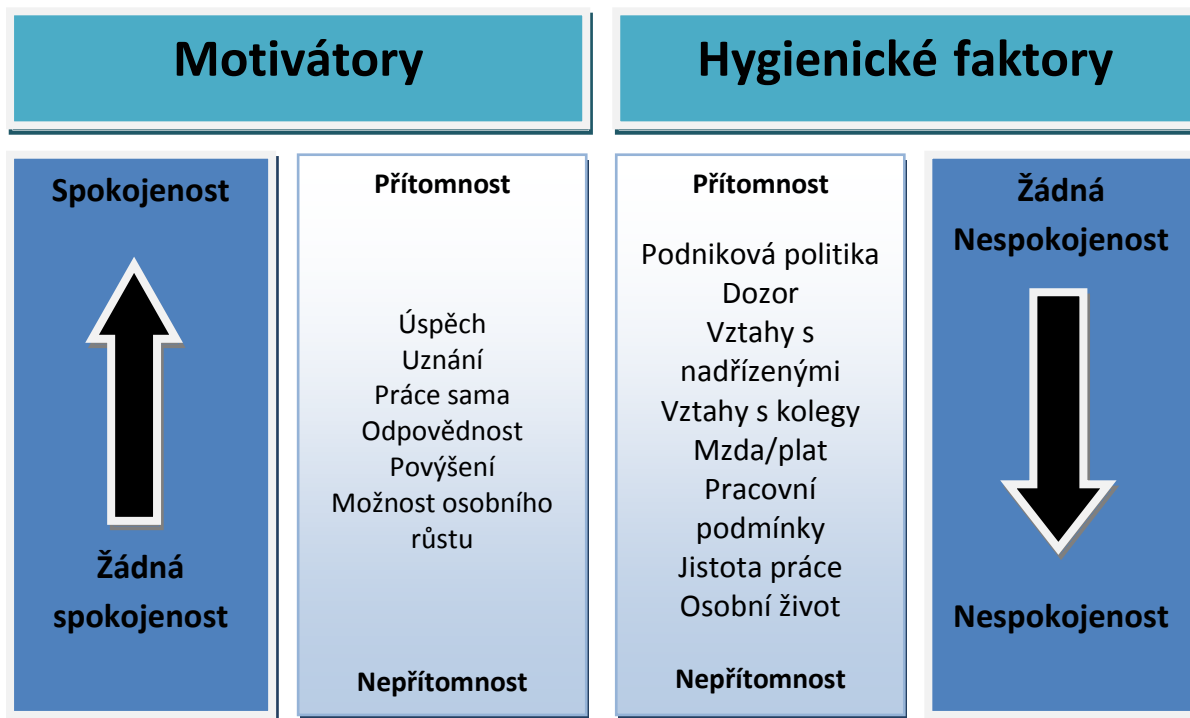 Motivátory
Hygienické faktory
Spokojenost
Žádná
spokojenost
Přítomnost
Úspěch
Uznání
Práce sama
Odpovědnost
Povýšení
Možnost osobního
růstu
Nepřítomnost
Přítomnost
Podniková politika
Dozor
Vztahy s
nadřízenými
Vztahy s kolegy
Mzda/plat
Pracovní
podmínky
Jistota práce
Osobní život
Nepřítomnost
Žádná
Nespokojenost
Nespokojenost